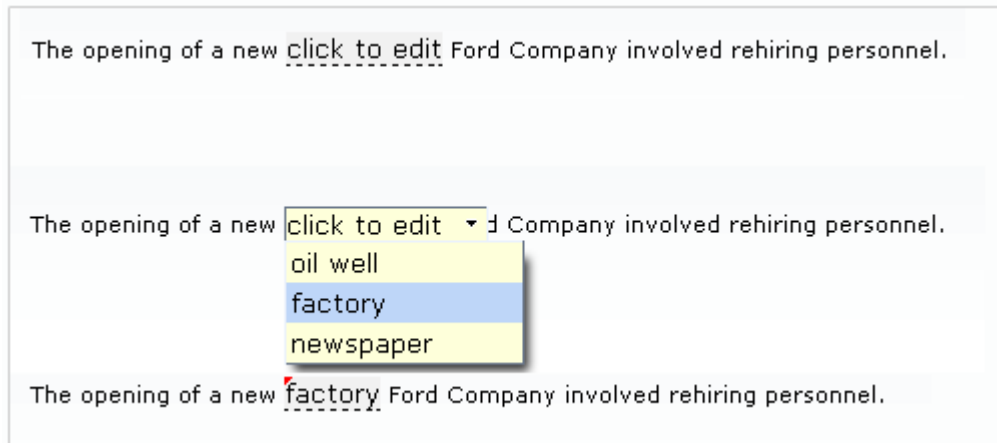 The opening of a new click to edit Ford Company involved rehiring personnel.
The opening of a new click to edit d Company involved rehiring personnel.
oil well
factory
newspaper
The opening of a new factory Ford Company involved rehiring personnel.